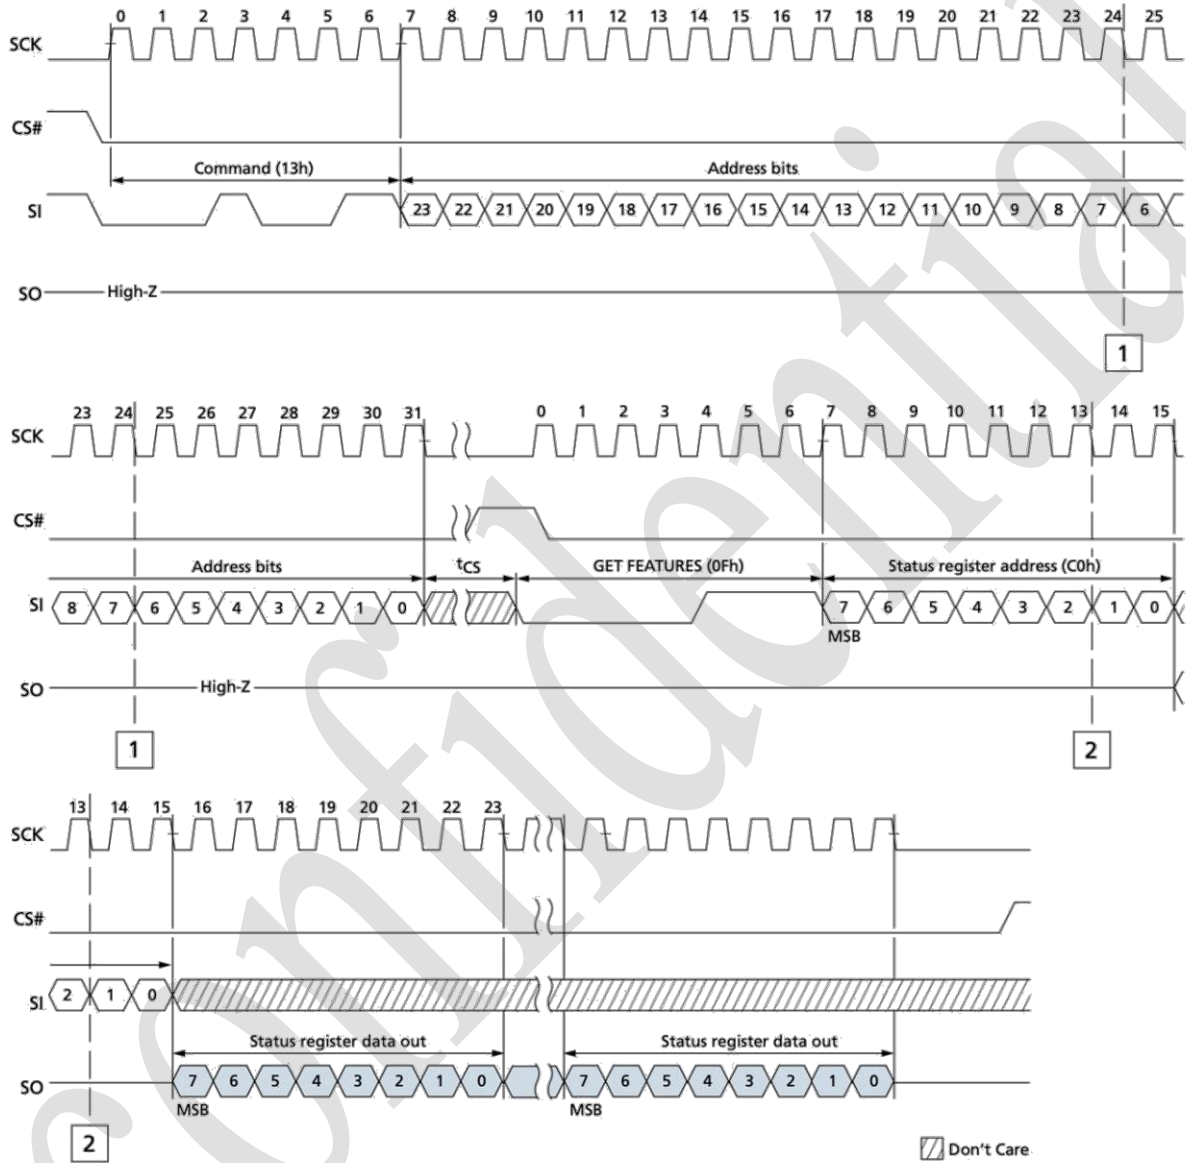 0 1 2 3 4 5 6 7 8 9 10 11 12 13 14 15 16 17 18 19 20 21 22 23 24 25
SCK
CS#
Command (13h) Address bits
SI 23 22 21 20 19 18 17 16 15 14 13 12 11 10 9 8 7 6
SO High-Z
1
23 24 25 26 27 28 29 30 31 0 1 2 3 4 5 6 7 8 9 10 11 12 13 14 15
SCK
CS#
Address bits tCS GET FEATURES (0Fh) Status register address (C0h)
SI 8 7 6 5 4 3 2 1 0 7 6 5 4 3 2 1 0
MSB
SO High-Z
1 2
13 14 15 16 17 18 19 20 21 22 23
SCK
CS#
SI 2 1 0
Status register data out Status register data out
SO 7 6 5 4 3 2 1 0 7 6 5 4 3 2 1 0
MSB MSB
2
Don't Care
onfidential